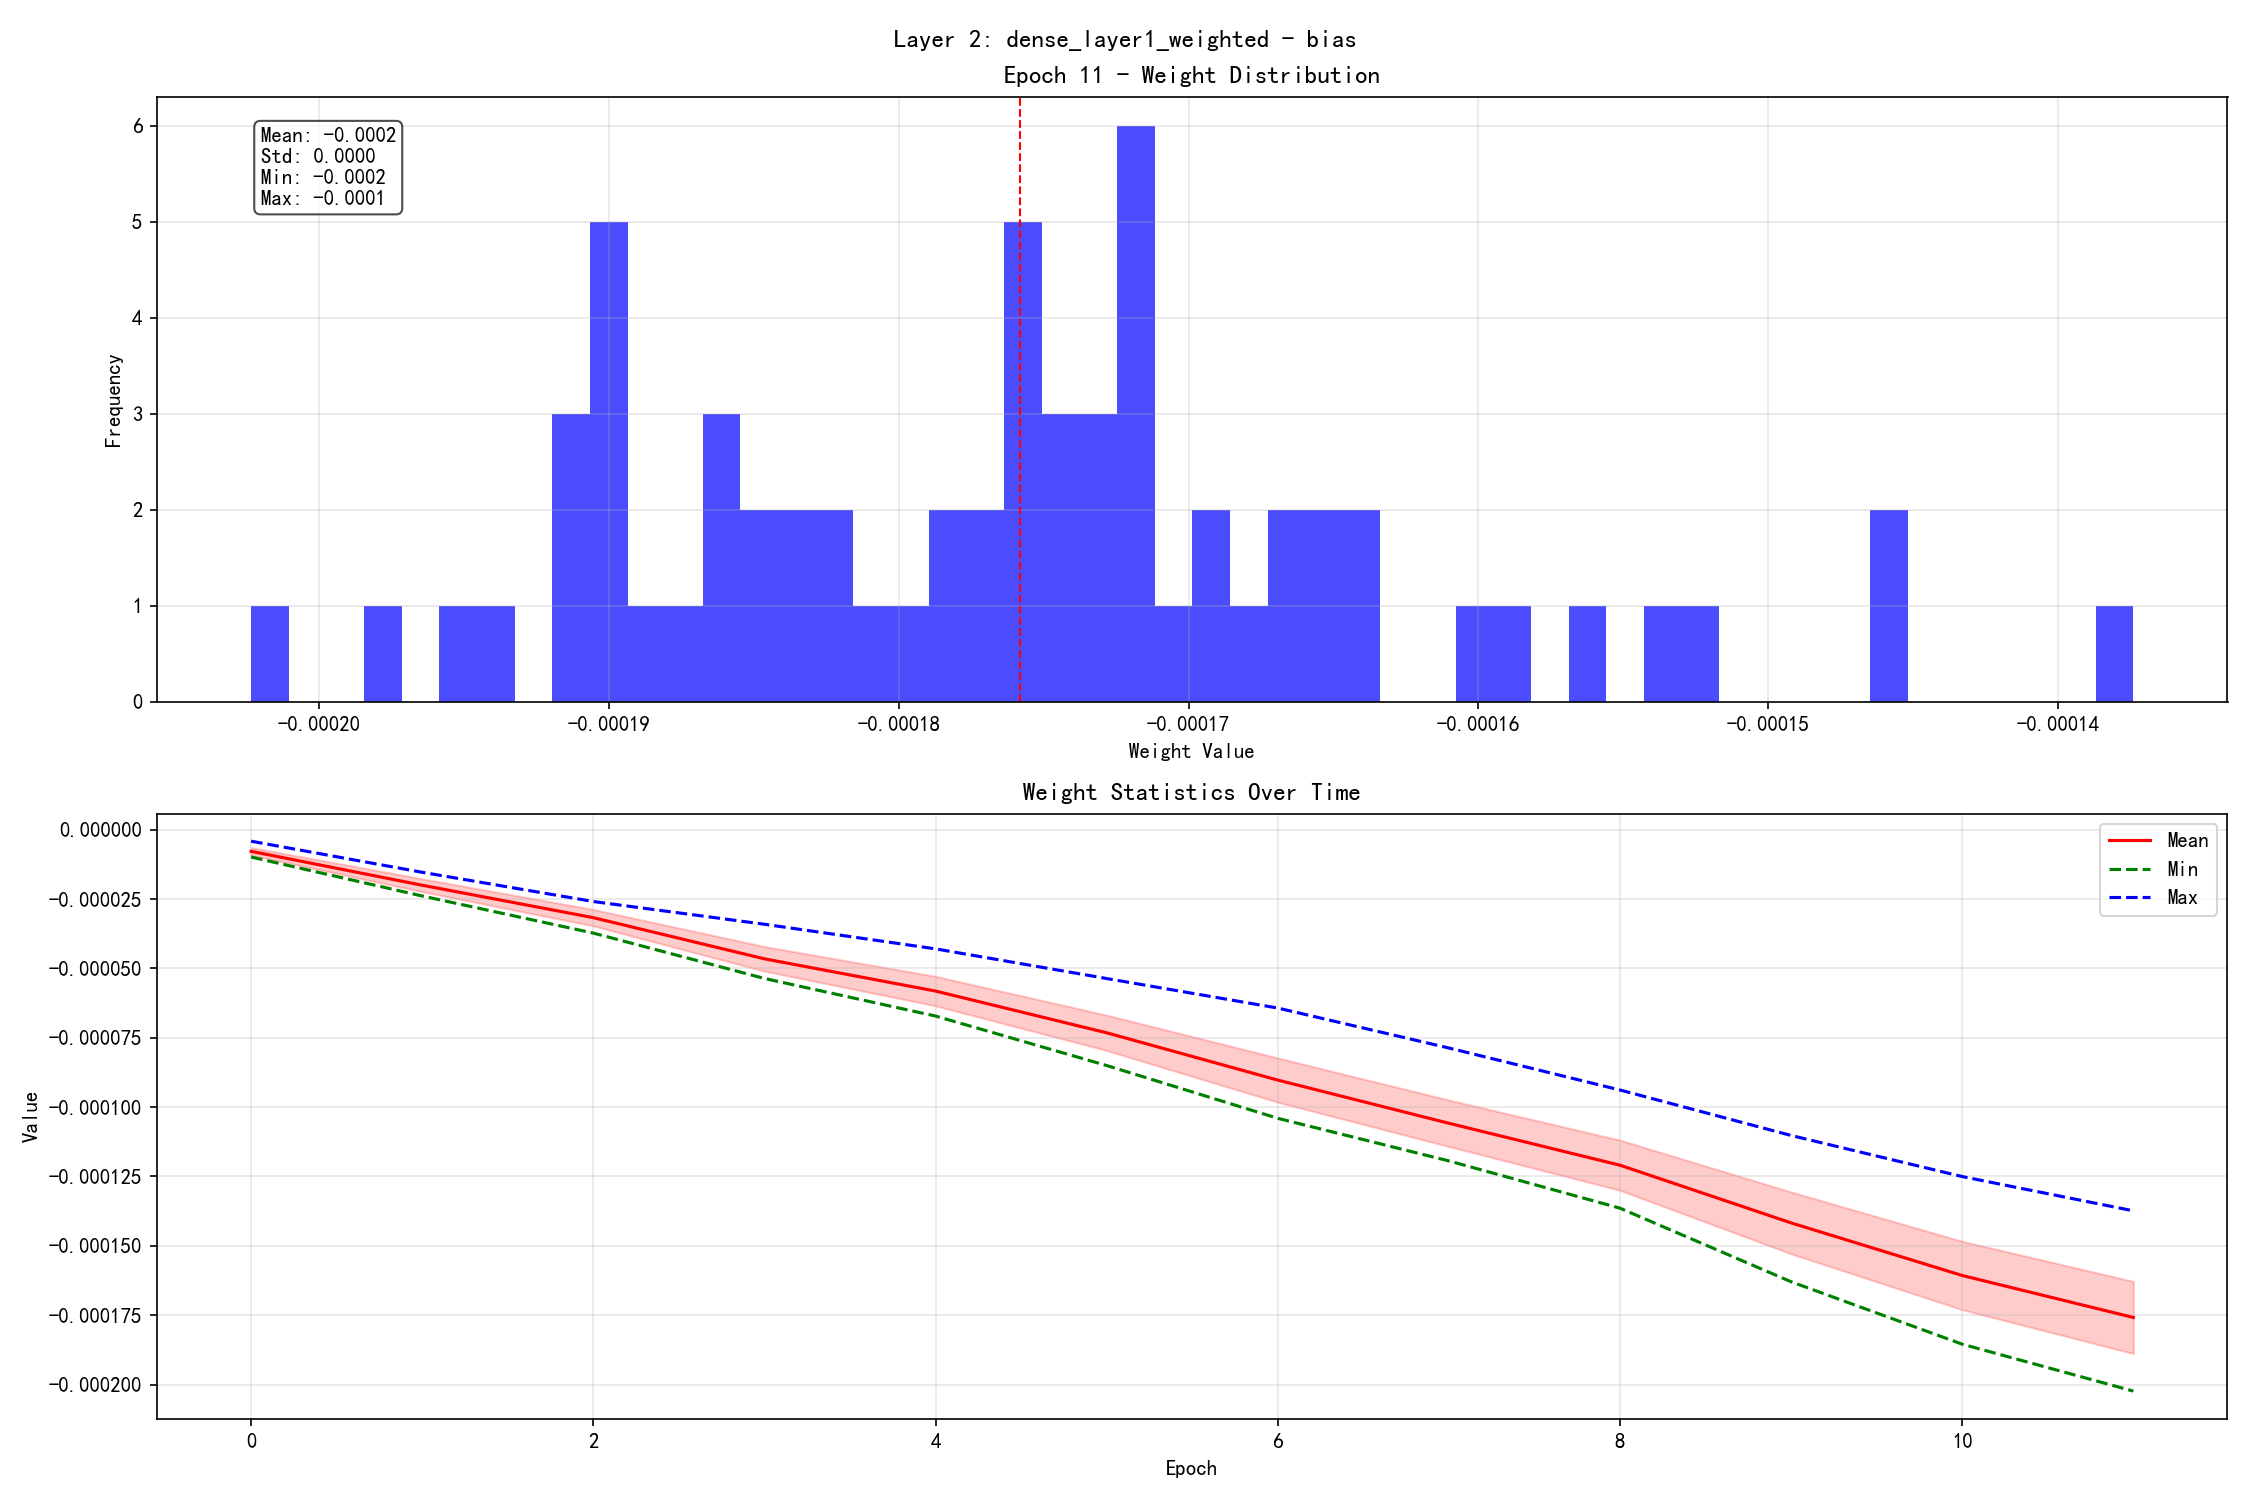 Layer 2: dense_layer1_weighted - bias
Epoch 11 - Weight Distribution
Mean: -0.0002
Std: 0.0000
Min: -0.0002
Max: -0.0001
6
5
4
3
2
1
0
Frequency
-0.00020 -0.00019 -0.00018 -0.00017 -0.00016 -0.00015 -0.00014
Weight Value
Weight Statistics Over Time
Mean
Min
Max
0.000000
-0.000025
-0.000050
-0.000075
-0.000100
-0.000125
-0.000150
-0.000175
-0.000200
Value
0 2 4 6 8 10
Epoch